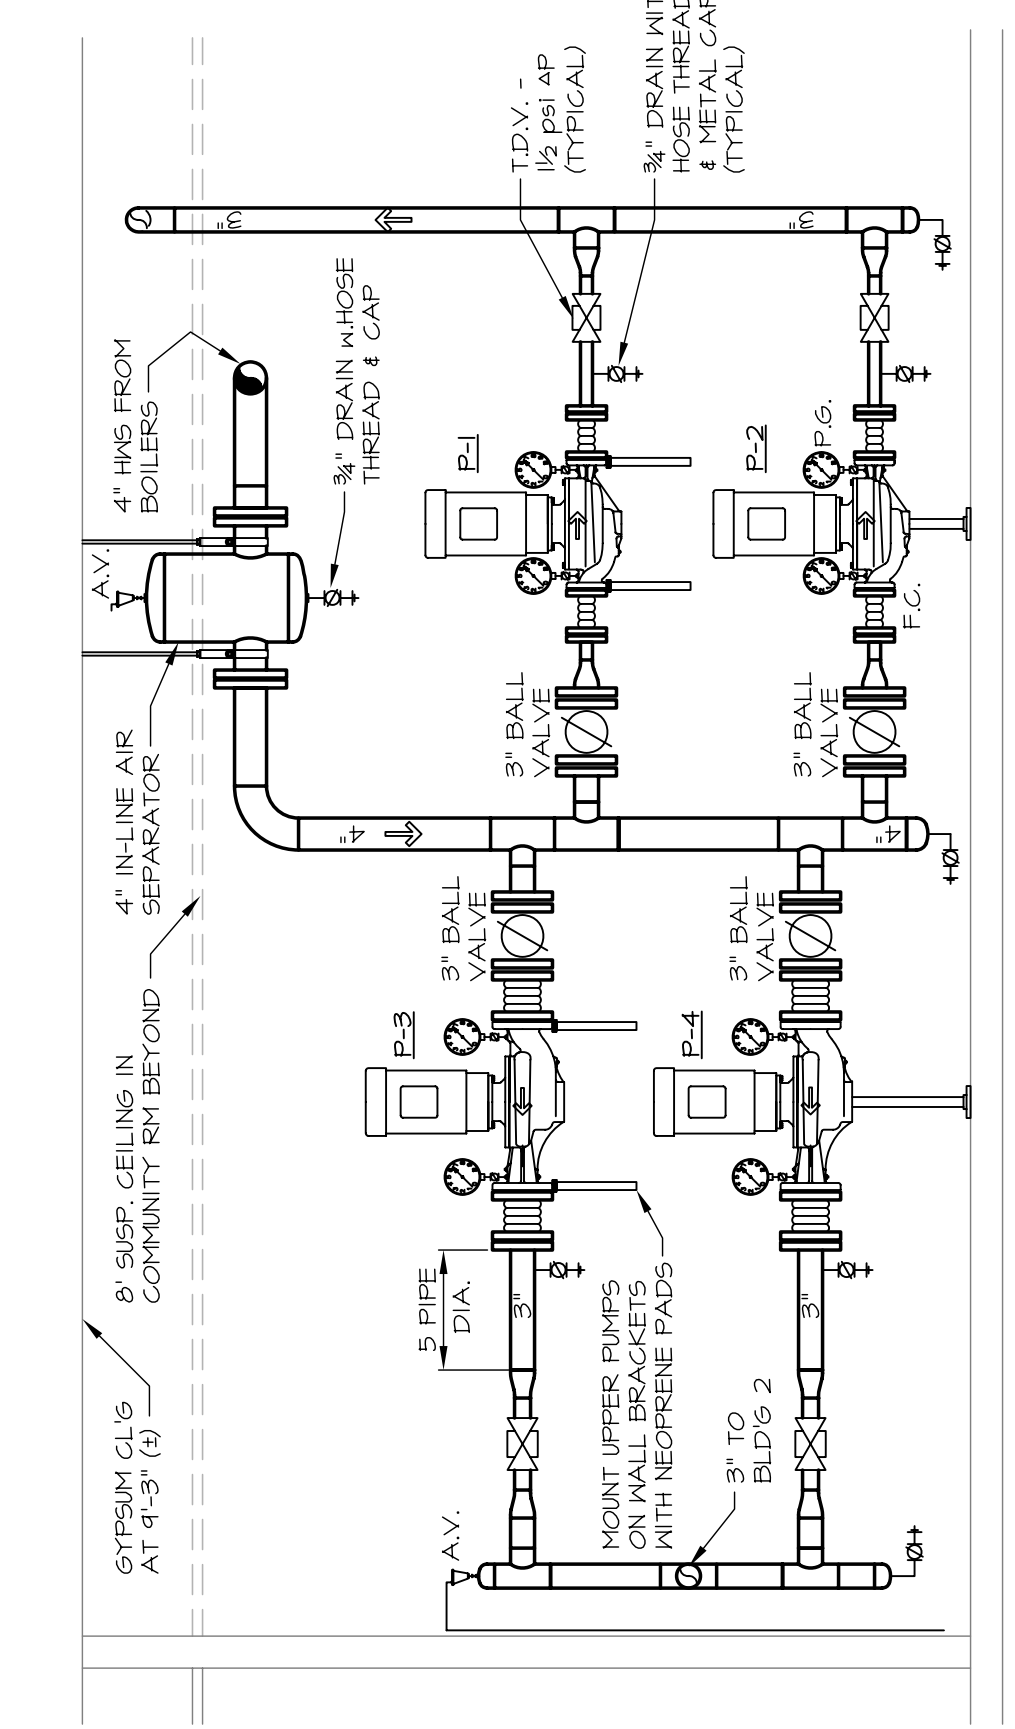 GYPSUM CL'G
AT 9'-3" (±)
8' SUSP. CEILING IN
COMMUNITY RM BEYOND
4" IN-LINE AIR
SEPARATOR
A.V.
4" HWS FROM
BOILERS
3/4" DRAIN W.HOSE
THREAD & CAP
T.D.V. -
1½ psi ΔP
(TYPICAL)
3/4" DRAIN
HOSE THREAD
& METAL
(TYPICAL)
3"
3"
4"
4"
P-1
P-2
P.G.
F.C.
3" BALL
VALVE
3" BALL
VALVE
3" BALL
VALVE
3" BALL
VALVE
P-3
P-4
5 PIPE
DIA.
3"
3"
MOUNT UPPER PUMPS
ON WALL BRACKETS
WITH NEOPRENE PADS
3" TO
BLD'G 2
A.V.